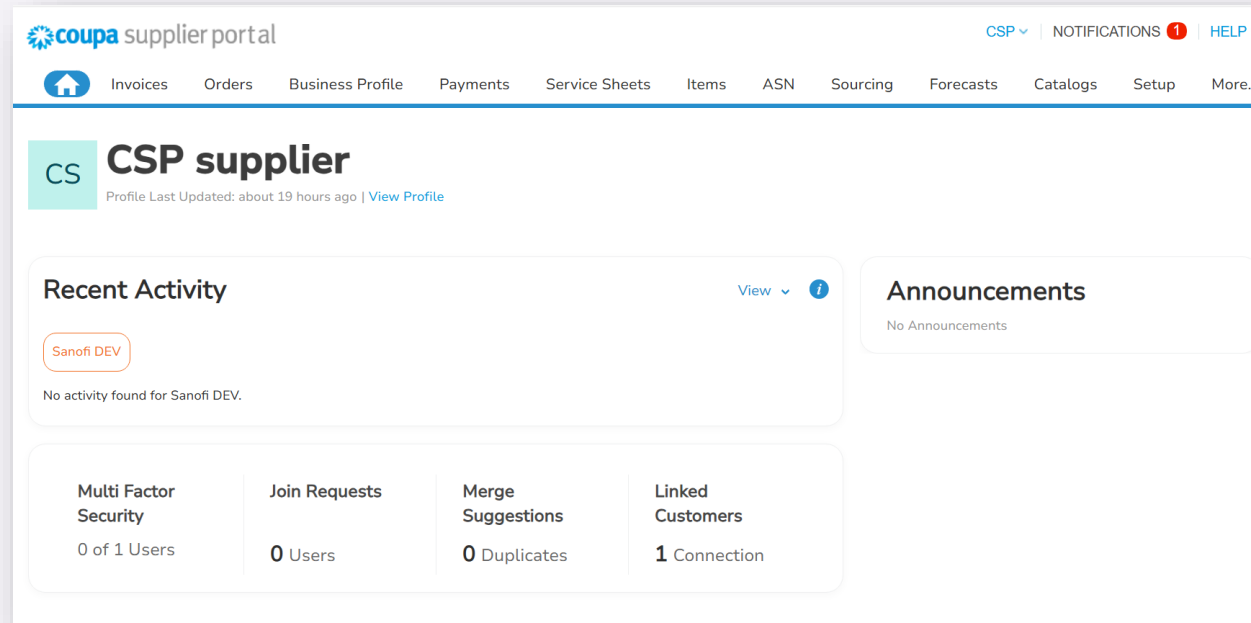 coupa supplier portal
CSP
NOTIFICATIONS 1
HELP
Invoices Orders Business Profile Payments Service Sheets Items ASN Sourcing Forecasts Catalogs Setup More.
CS
CSP supplier
Profile Last Updated: about 19 hours ago | View Profile
Recent Activity
View
i
Sanofi DEV
No activity found for Sanofi DEV.
Announcements
No Announcements
Multi Factor
Security
0 of 1 Users
Join Requests
0 Users
Merge
Suggestions
0 Duplicates
Linked
Customers
1 Connection